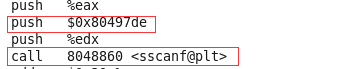 push %eax
push $0x80497de
push %edx
call 8048860 <sscanf@plt>